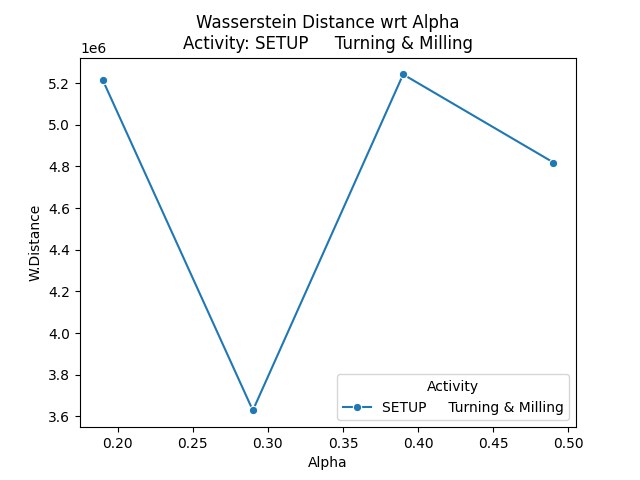 Wasserstein Distance wrt Alpha
Activity: SETUP     Turning & Milling
1e6
5.2
5.0
4.8
4.6
4.4
4.2
4.0
3.8
3.6
W.Distance
Activity
SETUP     Turning & Milling
0.20 0.25 0.30 0.35 0.40 0.45 0.50
Alpha